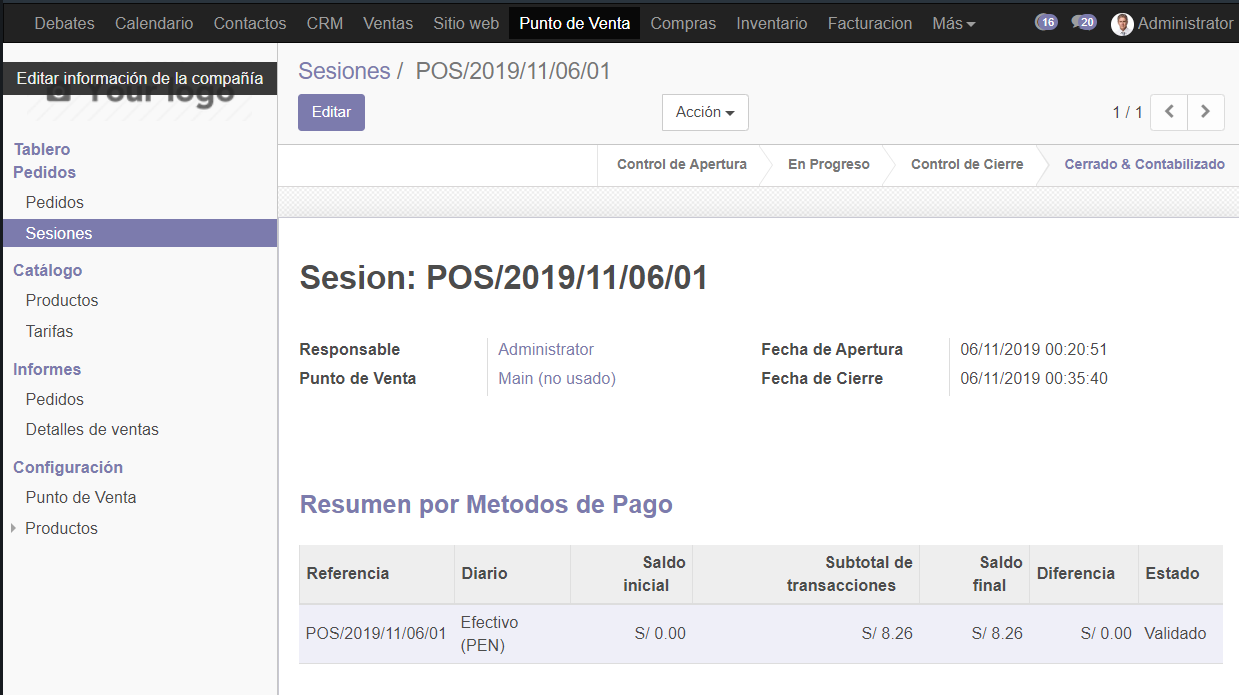 Debates Calendario Contactos CRM Ventas Sitio web Punto de Venta Compras Inventario Facturacion Más 16 20 Administrator
Editar información de la compañía
Your logo
Tablero
Pedidos
Pedidos
Sesiones
Catálogo
Productos
Tarifas
Informes
Pedidos
Detalles de ventas
Configuración
Punto de Venta
Productos
Sesiones / POS/2019/11/06/01
Editar Acción 1 / 1
Control de Apertura En Progreso Control de Cierre Cerrado & Contabilizado
Sesion: POS/2019/11/06/01
Responsable Administrator Fecha de Apertura 06/11/2019 00:20:51
Punto de Venta Main (no usado) Fecha de Cierre 06/11/2019 00:35:40
Resumen por Metodos de Pago
Referencia Diario Saldo inicial Subtotal de transacciones Saldo final Diferencia Estado
POS/2019/11/06/01 Efectivo (PEN) S/ 0.00 S/ 8.26 S/ 8.26 S/ 0.00 Validado